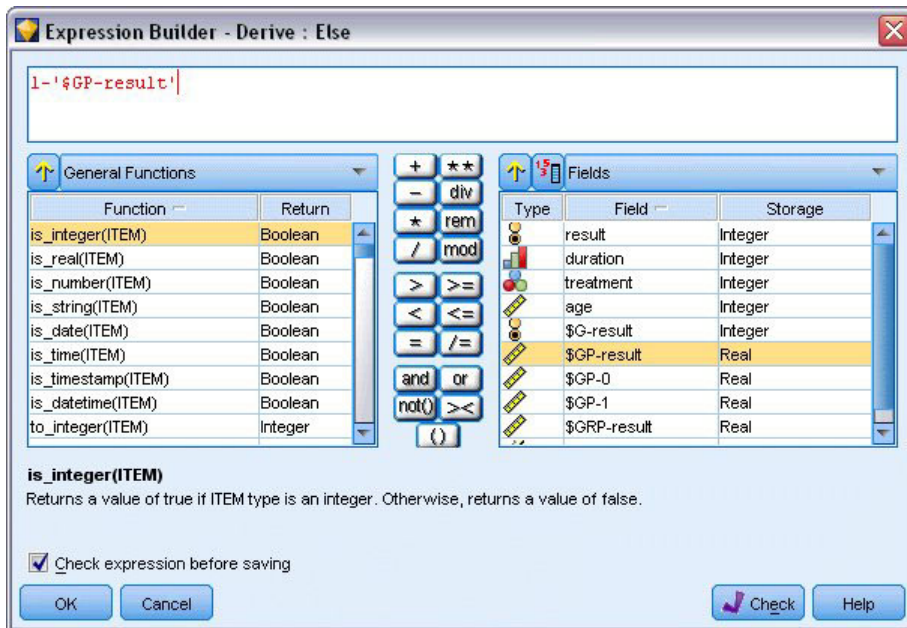 Expression Builder - Derive : Else
1-'$GP-result'
General Functions
Function Return
is_integer(ITEM) Boolean
is_real(ITEM) Boolean
is_number(ITEM) Boolean
is_string(ITEM) Boolean
is_date(ITEM) Boolean
is_time(ITEM) Boolean
is_timestamp(ITEM) Boolean
is_datetime(ITEM) Boolean
to_integer(ITEM) Integer
+ **
- div
* rem
/ mod
> >=
< <=
= /=
and or
not() ><
()
Fields
Type Field Storage
result Integer
duration Integer
treatment Integer
age Integer
$G-result Integer
$GP-result Real
$GP-0 Real
$GP-1 Real
$GRP-result Real
is_integer(ITEM)
Returns a value of true if ITEM type is an integer. Otherwise, returns a value of false.
Check expression before saving
OK Cancel Check Help